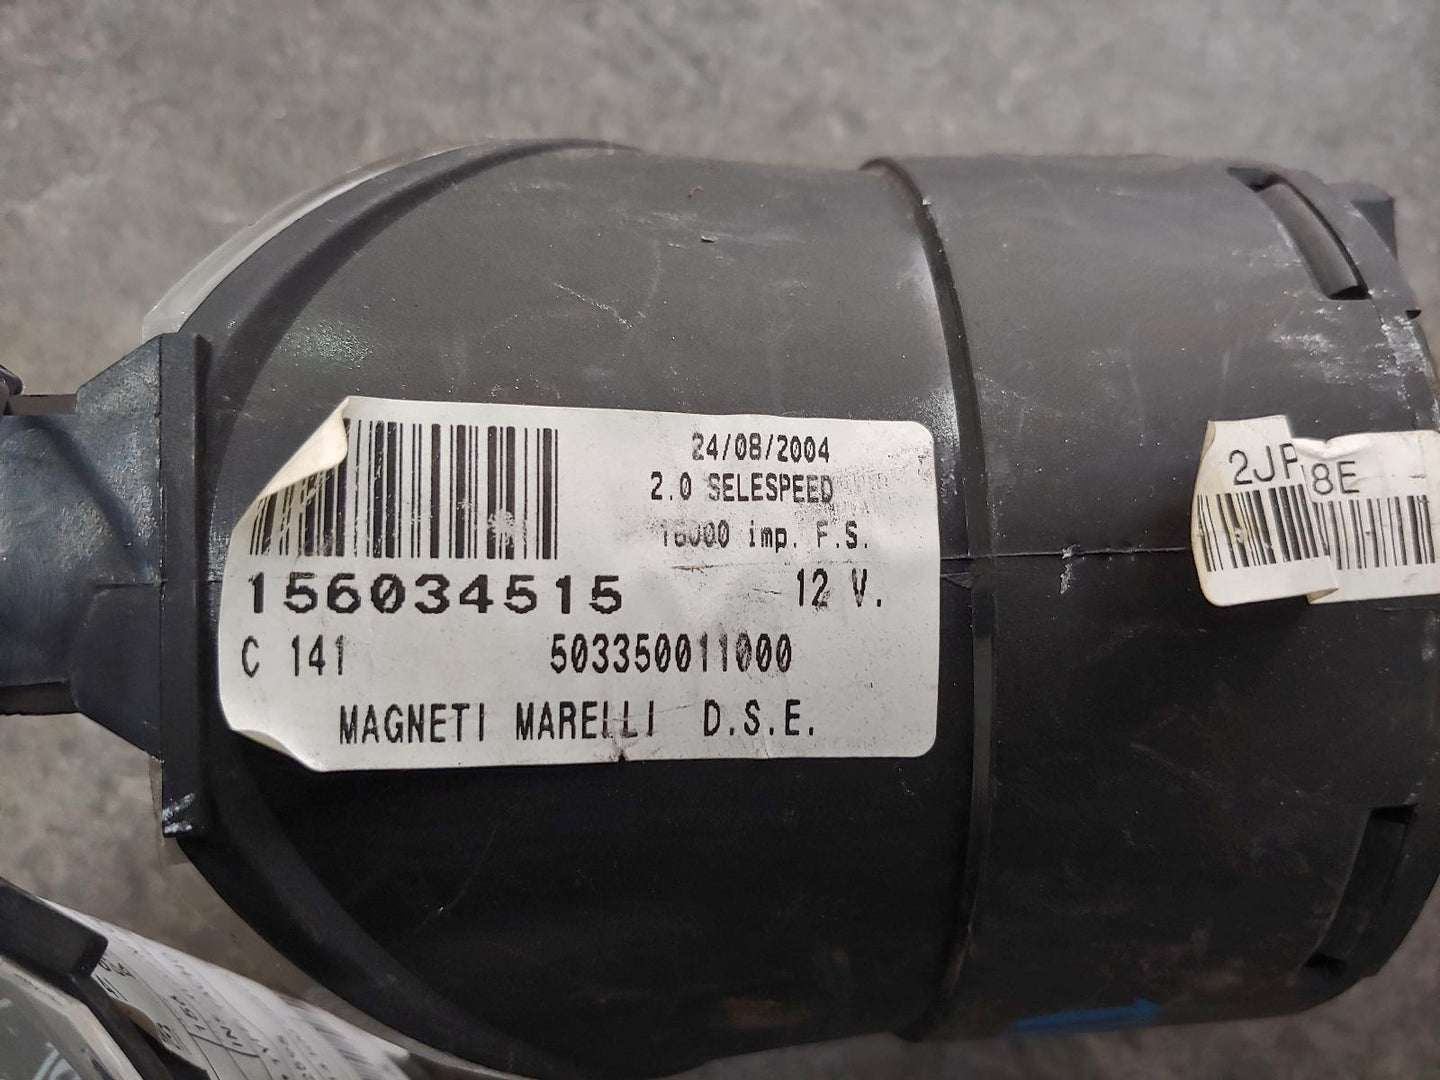 24/08/2004
2.0 SELESPEED
imp. F.S.
156034515
12 V.
C 141
503350011000
MAGNETI MARELLI D.S.E.
2JP
8E